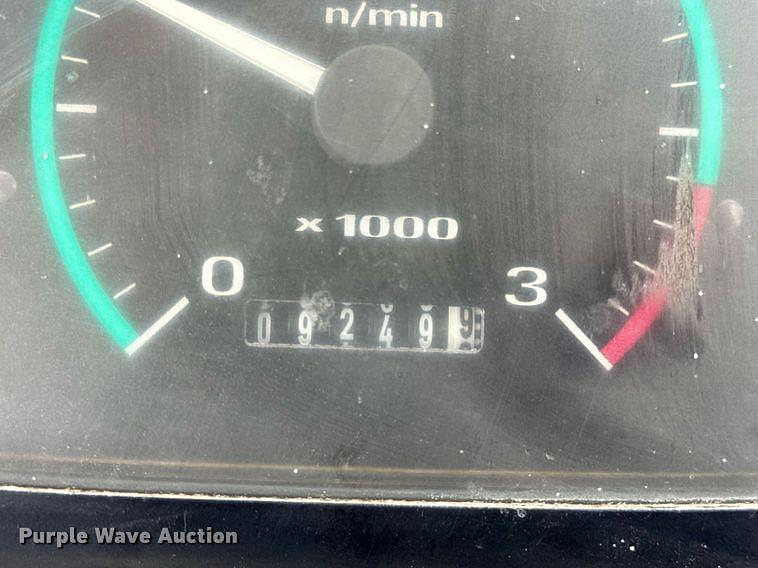 n/min
x 1000
0 3
092499
Purple Wave Auction